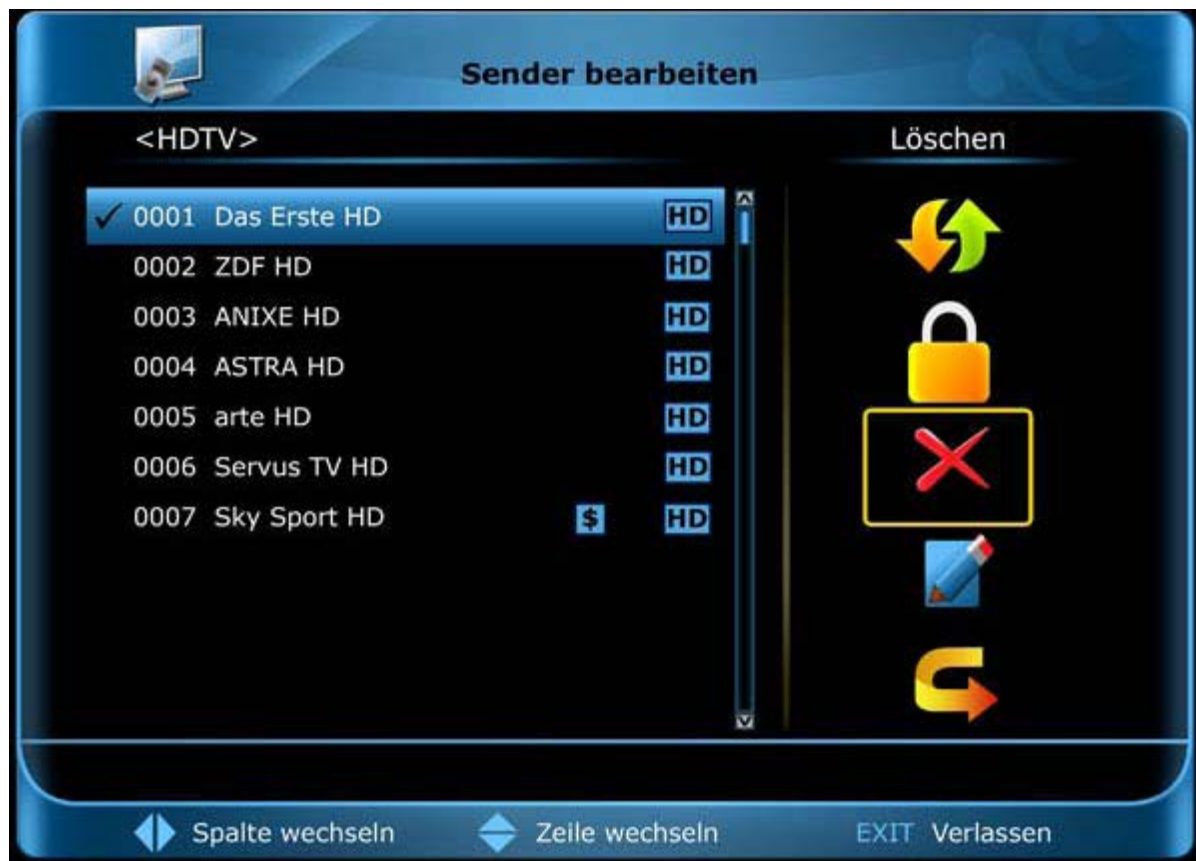 Sender bearbeiten
<HDTV>
Löschen
0001 Das Erste HD HD
0002 ZDF HD HD
0003 ANIXE HD HD
0004 ASTRA HD HD
0005 arte HD HD
0006 Servus TV HD HD
0007 Sky Sport HD $ HD
Spalte wechseln Zeile wechseln EXIT Verlassen